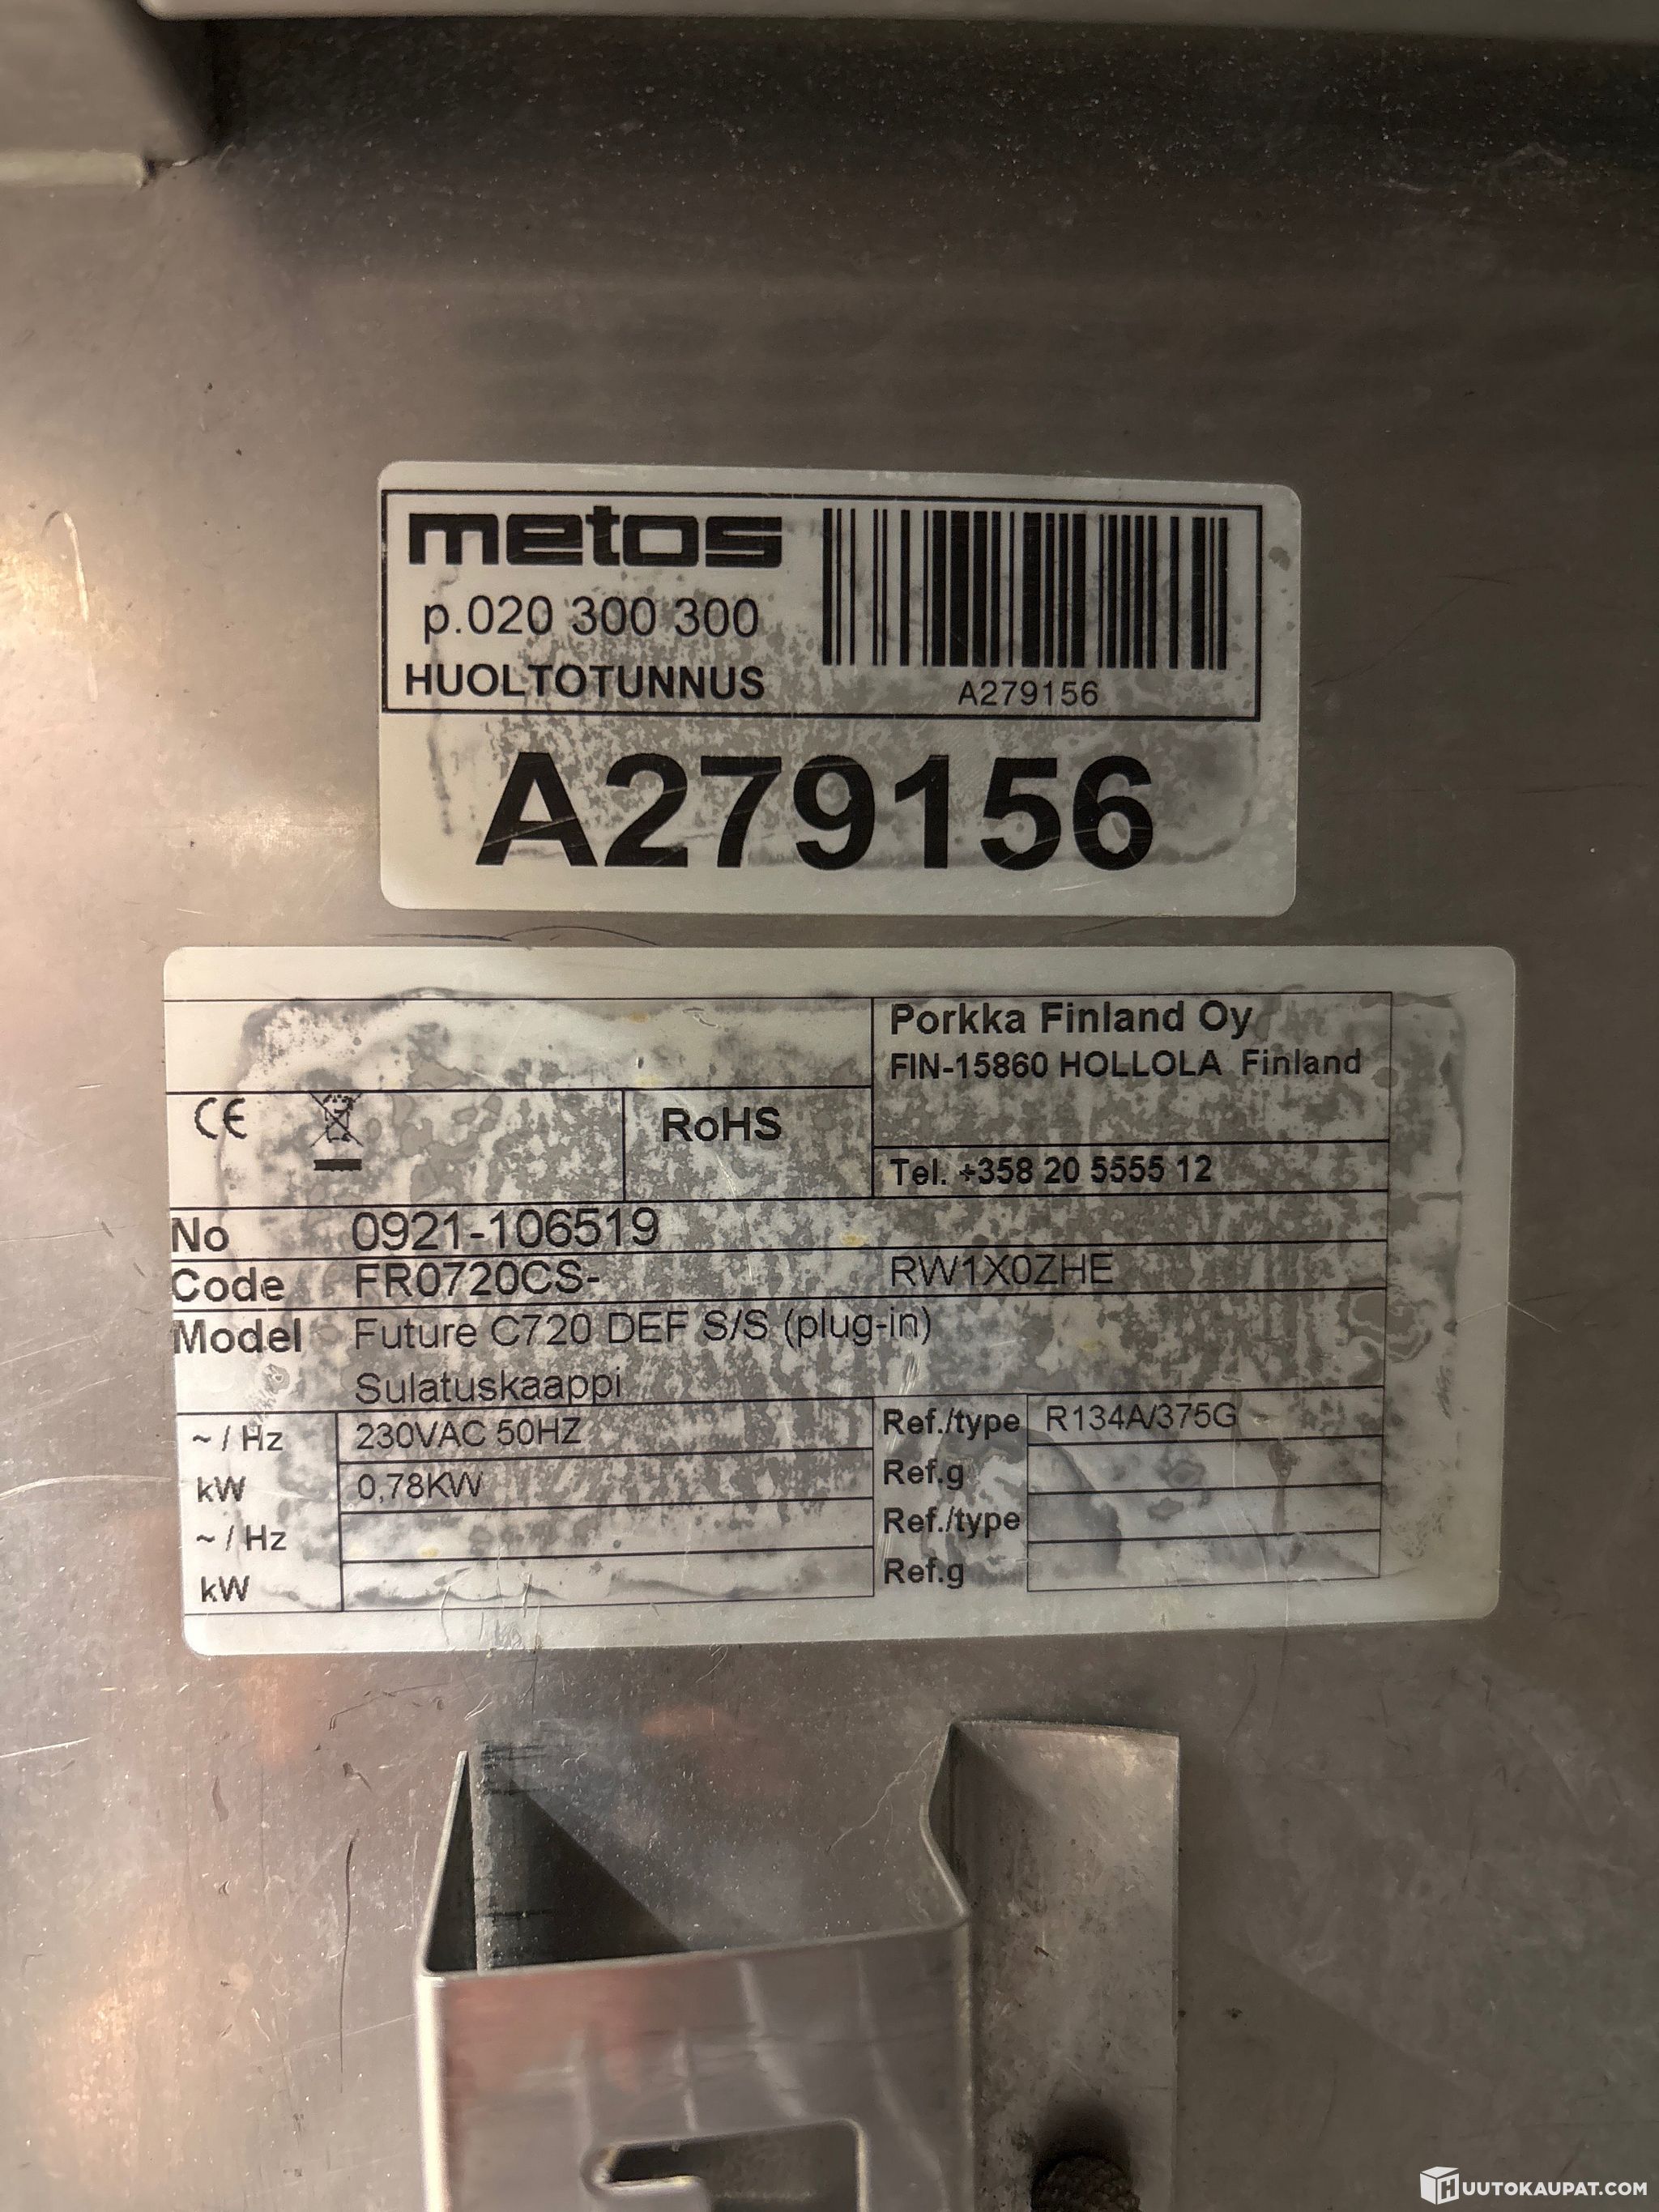 metos
p.020 300 300
HUOLTOTUNNUS
A279156
A279156
Porkka Finland Oy
FIN-15860 HOLLOLA Finland
CE
RoHS
Tel. +358 20 5555 12
No 0921-106519
Code FR0720CS- RW1X0ZHE
Model Future C720 DEF S/S (plug-in)
Sulatuskaappi
~ / Hz 230VAC 50HZ Ref./type R134A/375G
kW 0,78KW Ref.g
~ / Hz Ref./type
kW Ref.g
HUUTOKAUPAT.COM